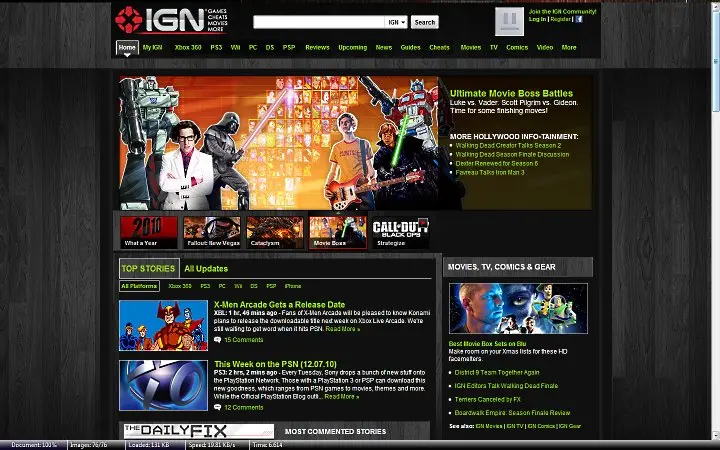 IGN GAMES
CHEATS
MOVIES
MORE
IGN Search
Join the IGN Community!
Log In | Register |
Home My IGN Xbox 360 PS3 Wii PC DS PSP Reviews Upcoming News Guides Cheats Movies TV Comics Video More
Ultimate Movie Boss Battles
Luke vs. Vader. Scott Pilgrim vs. Gideon.
Time for some finishing moves!
MORE HOLLYWOOD INFO-TAINMENT:
Walking Dead Creator Talks Season 2
Walking Dead Season Finale Discussion
Dexter Renewed for Season 6
Favreau Talks Iron Man 3
2010
What a Year
Fallout: New Vegas
Cataclysm
Movie Boss
CALL OF DUTY
BLACK OPS
Strategize
TOP STORIES All Updates
All Platforms Xbox 360 PS3 PC Wii DS PSP iPhone
X-Men Arcade Gets a Release Date
XBL: 1 hr, 46 mins ago - Fans of X-Men Arcade will be pleased to know Konami
plans to release the downloadable title next week on Xbox Live Arcade. We're
still waiting to get word when it hits PSN. Read More »
15 Comments
This Week on the PSN (12.07.10)
PS3: 2 hrs, 2 mins ago - Every Tuesday, Sony drops a bunch of new stuff onto
the PlayStation Network. Those with a PlayStation 3 or PSP can download this
new goodness, which ranges from PSN games to movies, themes and more.
While the Official PlayStation Blog outli... Read More »
12 Comments
THE DAILY FIX
MOST COMMENTED STORIES
MOVIES, TV, COMICS & GEAR
Best Movie Box Sets on Blu
Make room on your Xmas lists for these HD
facemelters.
District 9 Team Together Again
IGN Editors Talk Walking Dead Finale
Terriers Cancelled by FX
Boardwalk Empire: Season Finale Review
See also: IGN Movies | IGN TV | IGN Comics | IGN Gear
Document: 100% Images: 76/76 Loaded: 131 KB Speed: 19.81 KB/s Time: 6.614